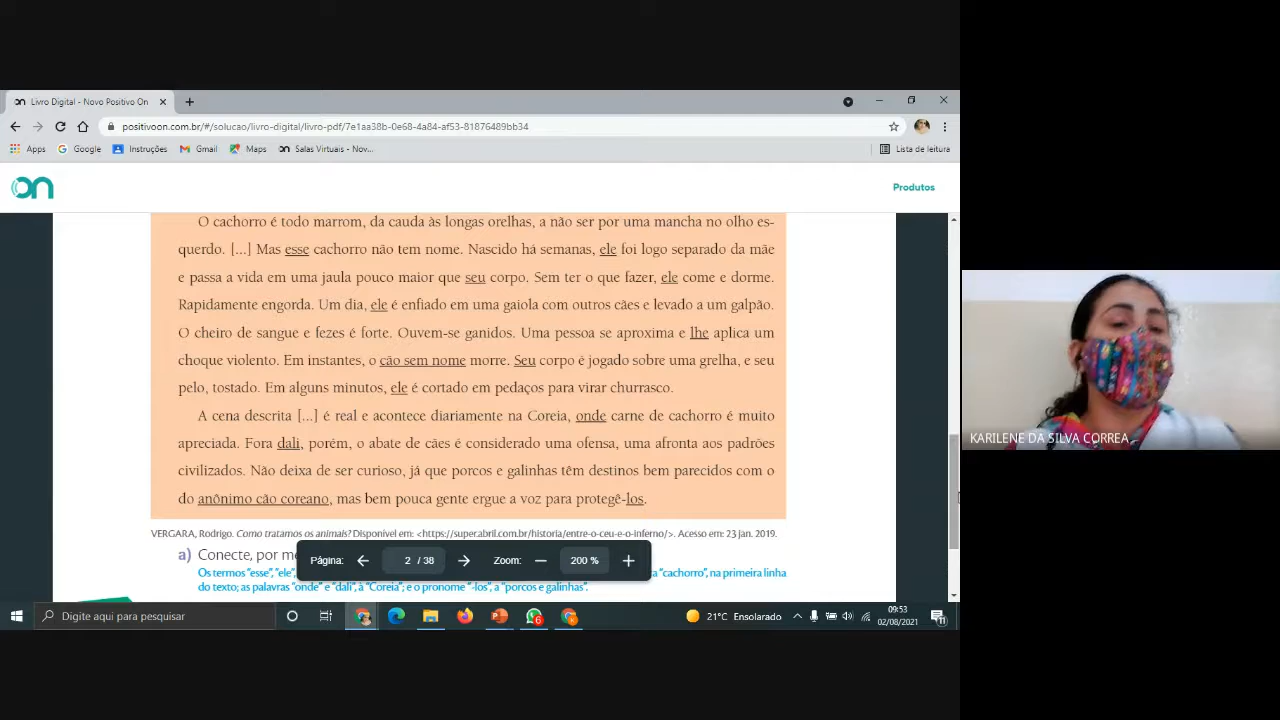 Livro Digital - Novo Positivo On
positivoon.com.br/#/solucao/livro-digital/livro-pdf/7e1aa38b-0e68-4a84-af53-81876489bb34
Apps Google Instruções Gmail Maps Salas Virtuais - Nov... Lista de leitura
on Produtos
O cachorro é todo marrom, da cauda às longas orelhas, a não ser por uma mancha no olho es-
querdo. [...] Mas esse cachorro não tem nome. Nascido há semanas, ele foi logo separado da mãe
e passa a vida em uma jaula pouco maior que seu corpo. Sem ter o que fazer, ele come e dorme.
Rapidamente engorda. Um dia, ele é enfiado em uma gaiola com outros cães e levado a um galpão.
O cheiro de sangue e fezes é forte. Ouvem-se ganidos. Uma pessoa se aproxima e lhe aplica um
choque violento. Em instantes, o cão sem nome morre. Seu corpo é jogado sobre uma grelha, e seu
pelo, tostado. Em alguns minutos, ele é cortado em pedaços para virar churrasco.
A cena descrita [...] é real e acontece diariamente na Coreia, onde carne de cachorro é muito
apreciada. Fora dali, porém, o abate de cães é considerado uma ofensa, uma afronta aos padrões
civilizados. Não deixa de ser curioso, já que porcos e galinhas têm destinos bem parecidos com o
do anônimo cão coreano, mas bem pouca gente ergue a voz para protegê-los.
KARILENE DA SILVA CORREA
VERGARA, Rodrigo. Como tratamos os animais? Disponível em: <https://super.abril.com.br/historia/entre-o-ceu-e-o-inferno/>. Acesso em: 23 jan. 2019.
a) Conecte, por
Página: 2 / 38 Zoom: 200 %
Os termos "esse", "ele", "cachorro", na primeira linha
do texto; as palavras "onde" e "dali", à "Coreia"; e o pronome "-los", a "porcos e galinhas".
Digite aqui para pesquisar 6 21°C Ensolarado 09:53
02/08/2021 11